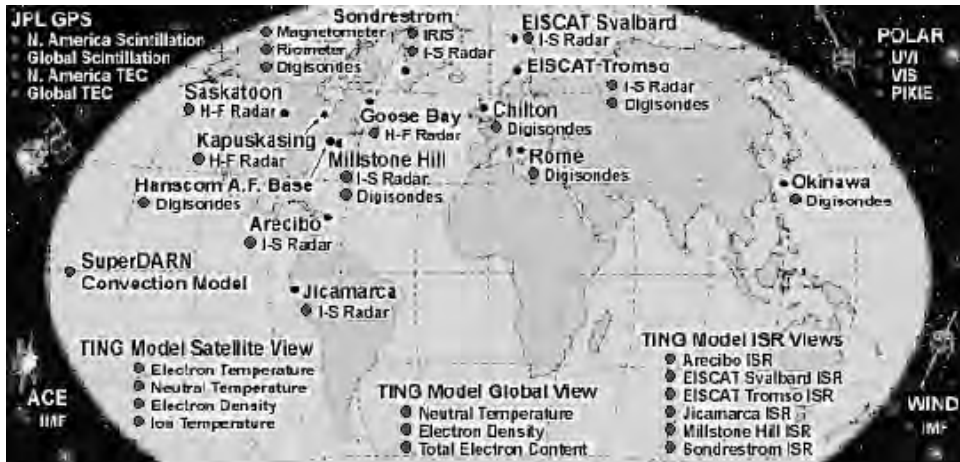 JPL GPS
N. America Scintillation
Global Scintillation
N. America TEC
Global TEC
Sondrestrom
Magnetometer
Riometer
Digisondes
IRIS
I-S Radar
EISCAT Svalbard
I-S Radar
EISCAT-Tromso
I-S Radar
Digisondes
POLAR
UVI
VIS
PIXIE
Saskatoon
H-F Radar
Kapuskasing
H-F Radar
Goose Bay
H-F Radar
Chilton
Digisondes
Millstone Hill
I-S Radar
Digisondes
Rome
Digisondes
Hanscom A.F. Base
Digisondes
Okinawa
Digisondes
Arecibo
I-S Radar
SuperDARN
Convection Model
Jicamarca
I-S Radar
TING Model Satellite View
Electron Temperature
Neutral Temperature
Electron Density
Ion Temperature
TING Model Global View
Neutral Temperature
Electron Density
Total Electron Content
TING Model ISR Views
Arecibo ISR
EISCAT Svalbard ISR
EISCAT Tromso ISR
Jicamarca ISR
Millstone Hill ISR
Sondrestrom ISR
ACE
IMF
WIND
IMF